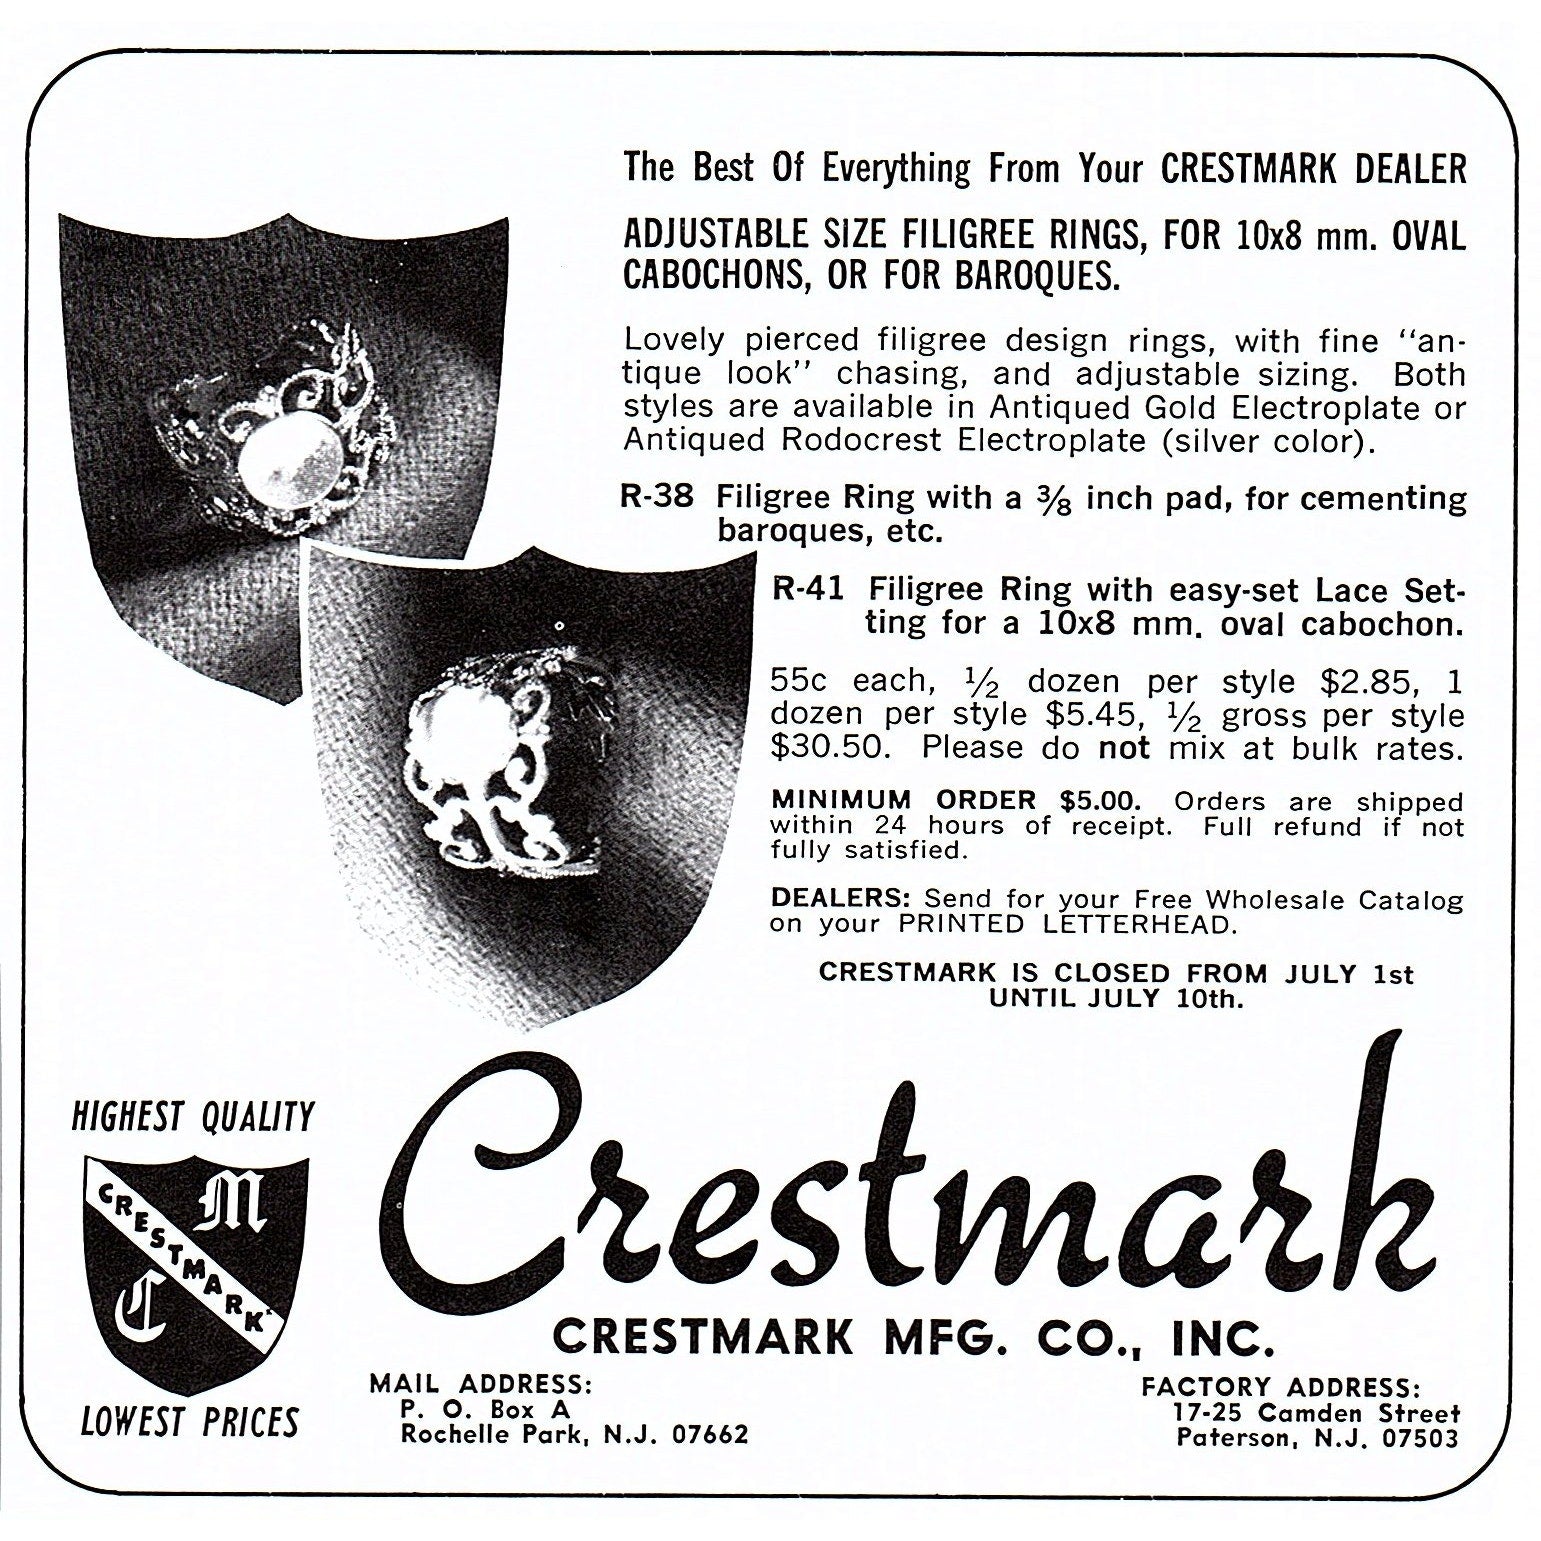 The Best Of Everything From Your CRESTMARK DEALER
ADJUSTABLE SIZE FILIGREE RINGS, FOR 10x8 mm. OVAL
CABOCHONS, OR FOR BAROQUES.
Lovely pierced filigree design rings, with fine "an-
tique look" chasing, and adjustable sizing. Both
styles are available in Antiqued Gold Electroplate or
Antiqued Rodocrest Electroplate (silver color).
R-38 Filigree Ring with a 3/8 inch pad, for cementing
baroques, etc.
R-41 Filigree Ring with easy-set Lace Set-
ting for a 10x8 mm. oval cabochon.
55c each, 1/2 dozen per style $2.85, 1
dozen per style $5.45, 1/2 gross per style
$30.50. Please do not mix at bulk rates.
MINIMUM ORDER $5.00. Orders are shipped
within 24 hours of receipt. Full refund if not
fully satisfied.
DEALERS: Send for your Free Wholesale Catalog
on your PRINTED LETTERHEAD.
CRESTMARK IS CLOSED FROM JULY 1st
UNTIL JULY 10th.
HIGHEST QUALITY
M
CRESTMARK
C
LOWEST PRICES
Crestmark
CRESTMARK MFG. CO., INC.
MAIL ADDRESS:
P. O. Box A
Rochelle Park, N.J. 07662
FACTORY ADDRESS:
17-25 Camden Street
Paterson, N.J. 07503